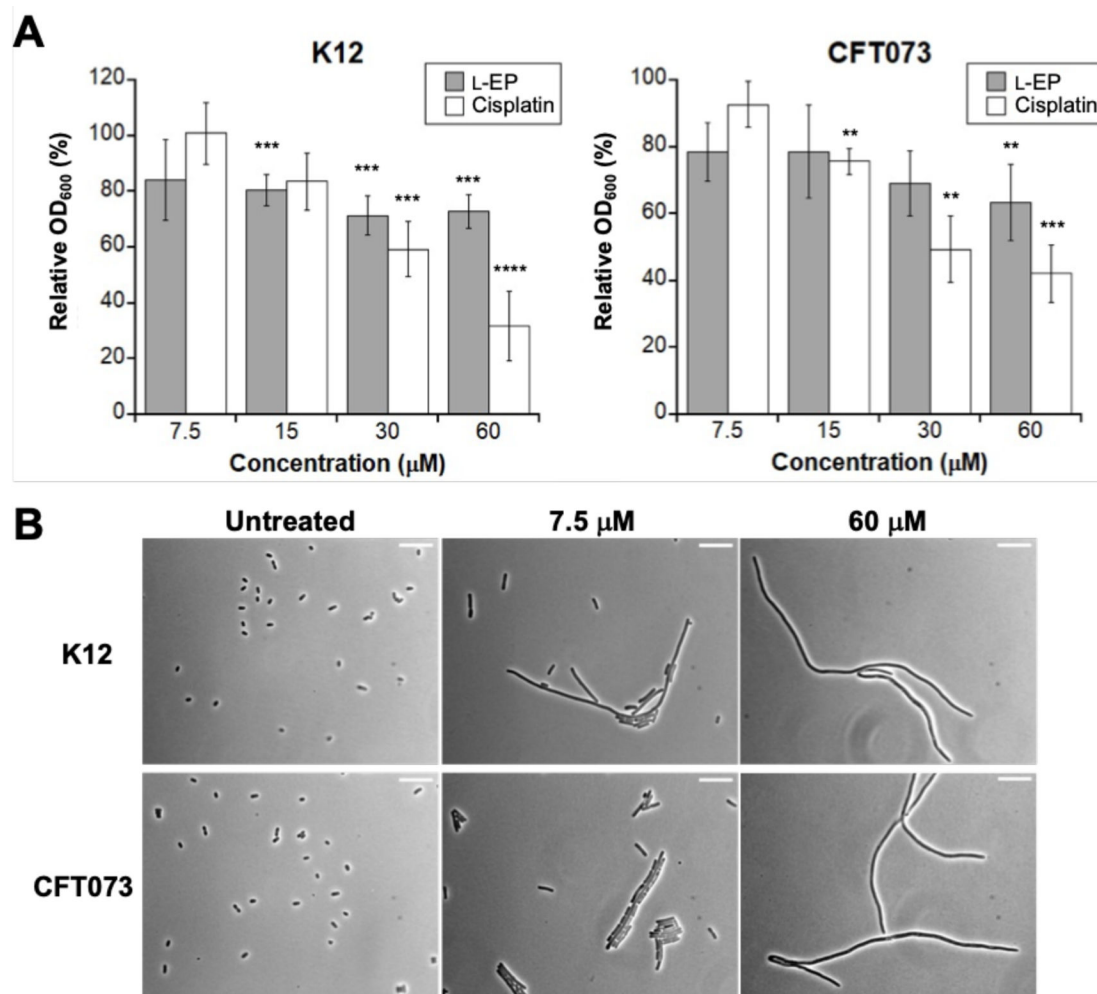 A
K12
L-EP
Cisplatin
120
100
80
60
40
20
0
Relative OD600 (%)
***
***
***
***
****
7.5 15 30 60
Concentration (μM)
CFT073
L-EP
Cisplatin
100
80
60
40
20
0
Relative OD600 (%)
**
**
**
***
7.5 15 30 60
Concentration (μM)
B
Untreated 7.5 μM 60 μM
K12
CFT073